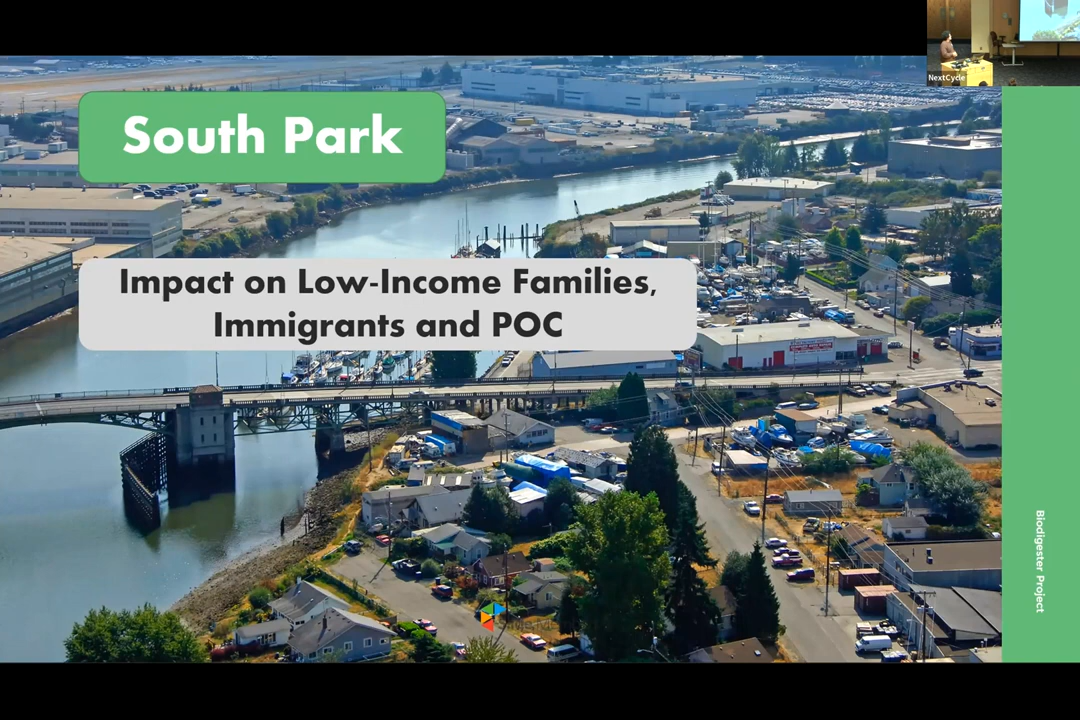 South Park
Impact on Low-Income Families,
Immigrants and POC
Biodigester Project
NextCycle